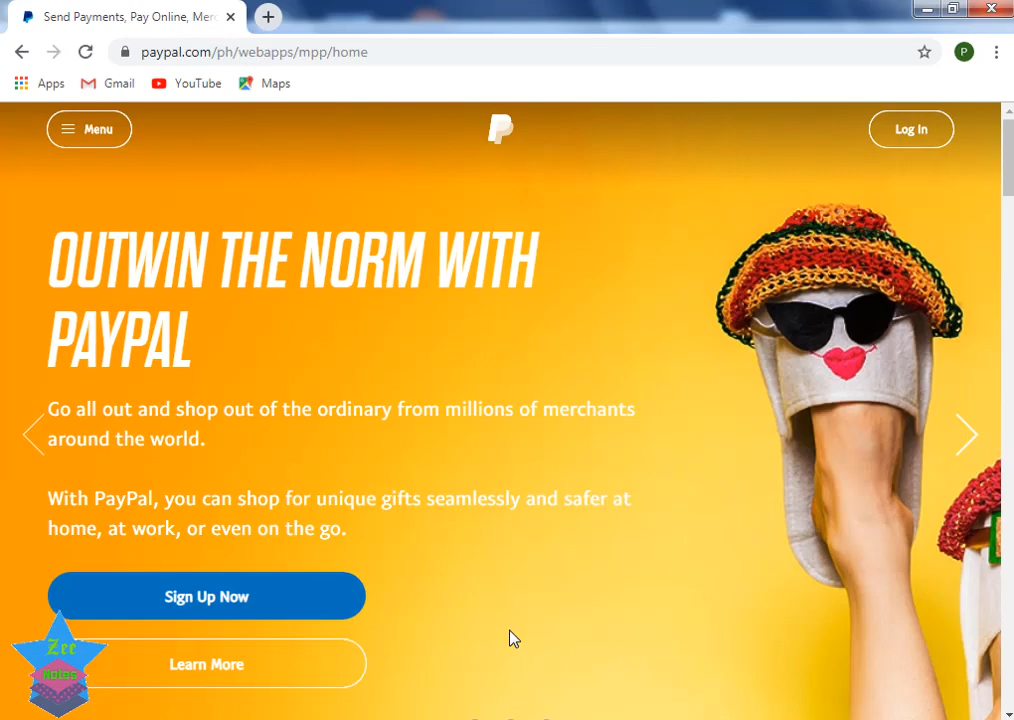 Send Payments, Pay Online, Merc
paypal.com/ph/webapps/mpp/home
P
Apps
Gmail
YouTube
Maps
Menu
Log In
OUTWIN THE NORM WITH
PAYPAL
Go all out and shop out of the ordinary from millions of merchants
around the world.
With PayPal, you can shop for unique gifts seamlessly and safer at
home, at work, or even on the go.
Sign Up Now
Learn More
Zee
Notes